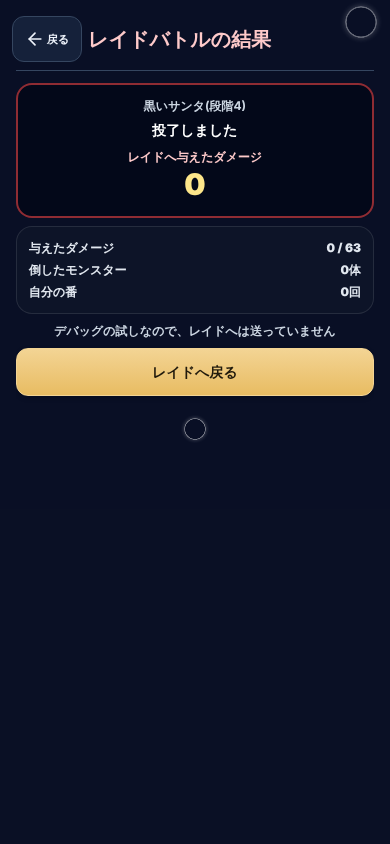 戻る
レイドバトルの結果
黒いサンタ(段階4)
投了しました
レイドへ与えたダメージ
0
与えたダメージ 0 / 63
倒したモンスター 0体
自分の番 0回
デバッグの試しなので、レイドへは送っていません
レイドへ戻る